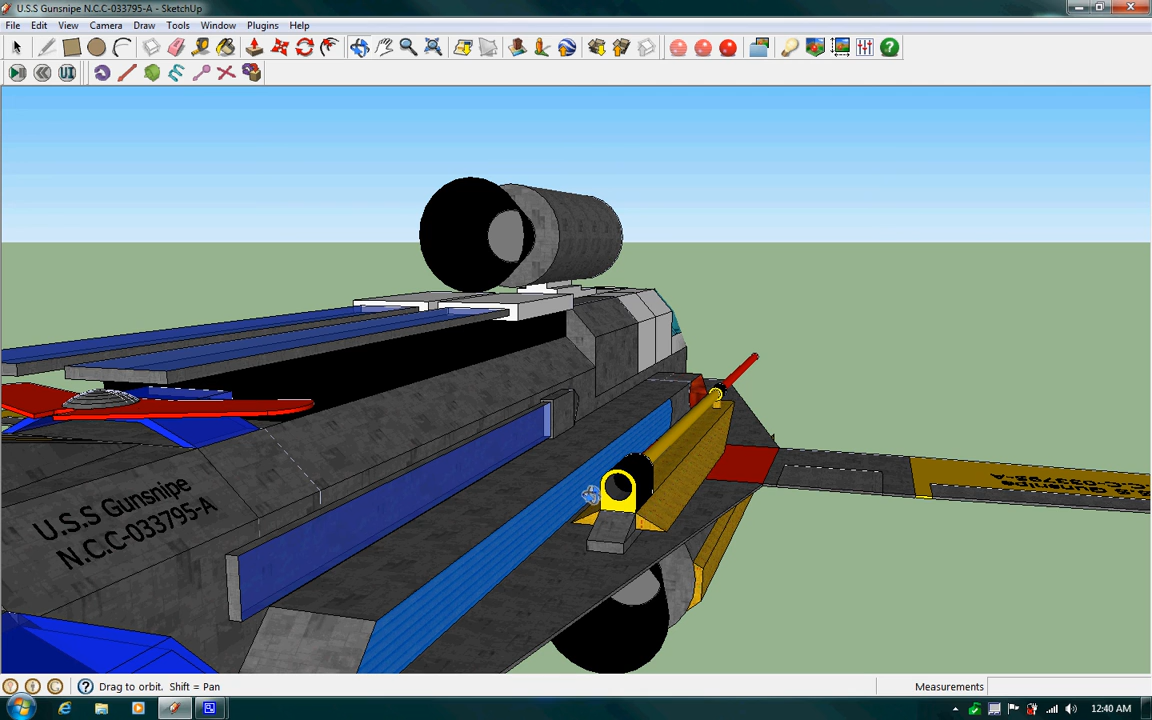 U.S.S Gunsnipe N.C.C-033795-A - SketchUp
File Edit View Camera Draw Tools Window Plugins Help
UI
U.S.S Gunsnipe
N.C.C-033795-A
Drag to orbit. Shift = Pan
Measurements
12:40 AM